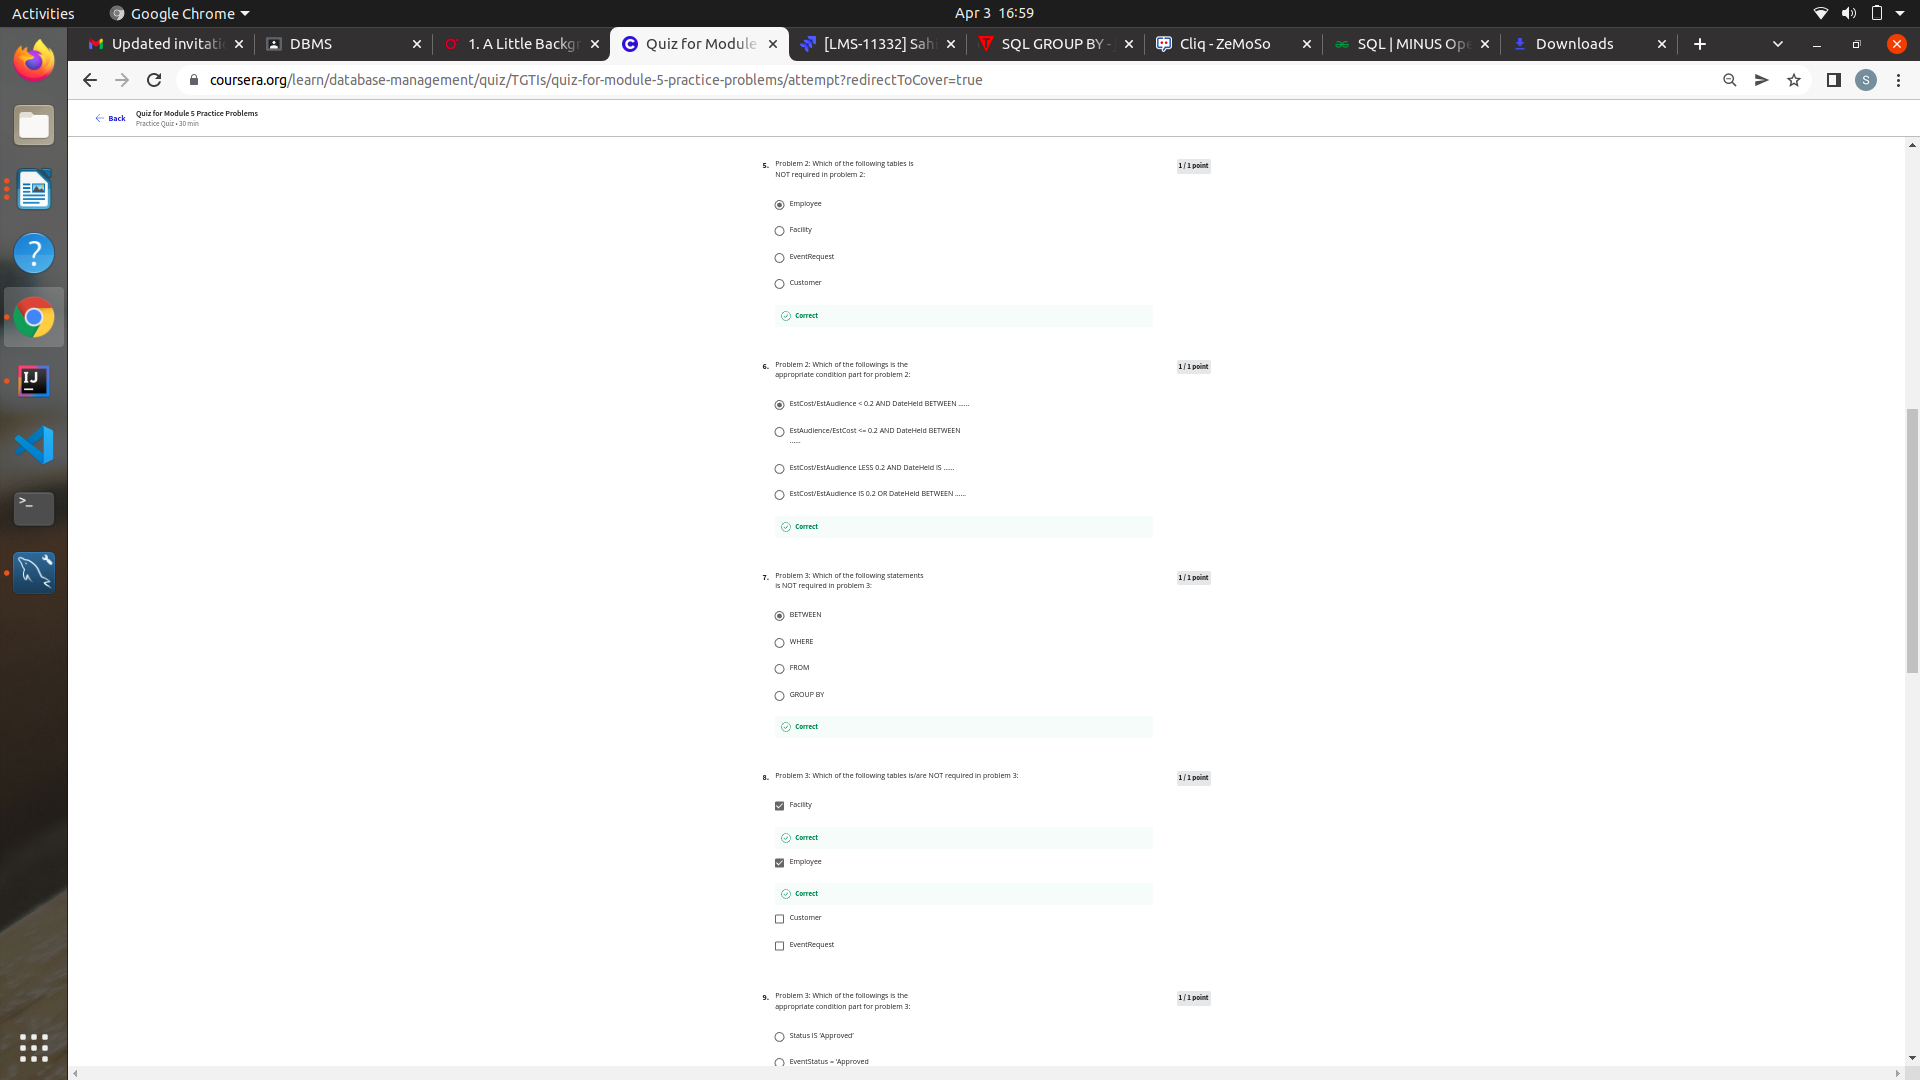 Activities
Google Chrome
Apr 3 16:59
Updated invitati
DBMS
1. A Little Backgr
Quiz for Module
[LMS-11332] Sah
SQL GROUP BY -
Cliq - ZeMoSo
SQL | MINUS Ope
Downloads
coursera.org/learn/database-management/quiz/TGTIs/quiz-for-module-5-practice-problems/attempt?redirectToCover=true
S
Back
Quiz for Module 5 Practice Problems
Practice Quiz • 30 min
5. Problem 2: Which of the following tables is
NOT required in problem 2:
1 / 1 point
Employee
Facility
EventRequest
Customer
Correct
6. Problem 2: Which of the followings is the
appropriate condition part for problem 2:
1 / 1 point
EstCost/EstAudience < 0.2 AND DateHeld BETWEEN ......
EstAudience/EstCost <= 0.2 AND DateHeld BETWEEN
......
EstCost/EstAudience LESS 0.2 AND DateHeld IS ......
EstCost/EstAudience IS 0.2 OR DateHeld BETWEEN ......
Correct
7. Problem 3: Which of the following statements
is NOT required in problem 3:
1 / 1 point
BETWEEN
WHERE
FROM
GROUP BY
Correct
8. Problem 3: Which of the following tables is/are NOT required in problem 3:
1 / 1 point
Facility
Correct
Employee
Correct
Customer
EventRequest
9. Problem 3: Which of the followings is the
appropriate condition part for problem 3:
1 / 1 point
Status IS 'Approved'
EventStatus = 'Approved
IJ